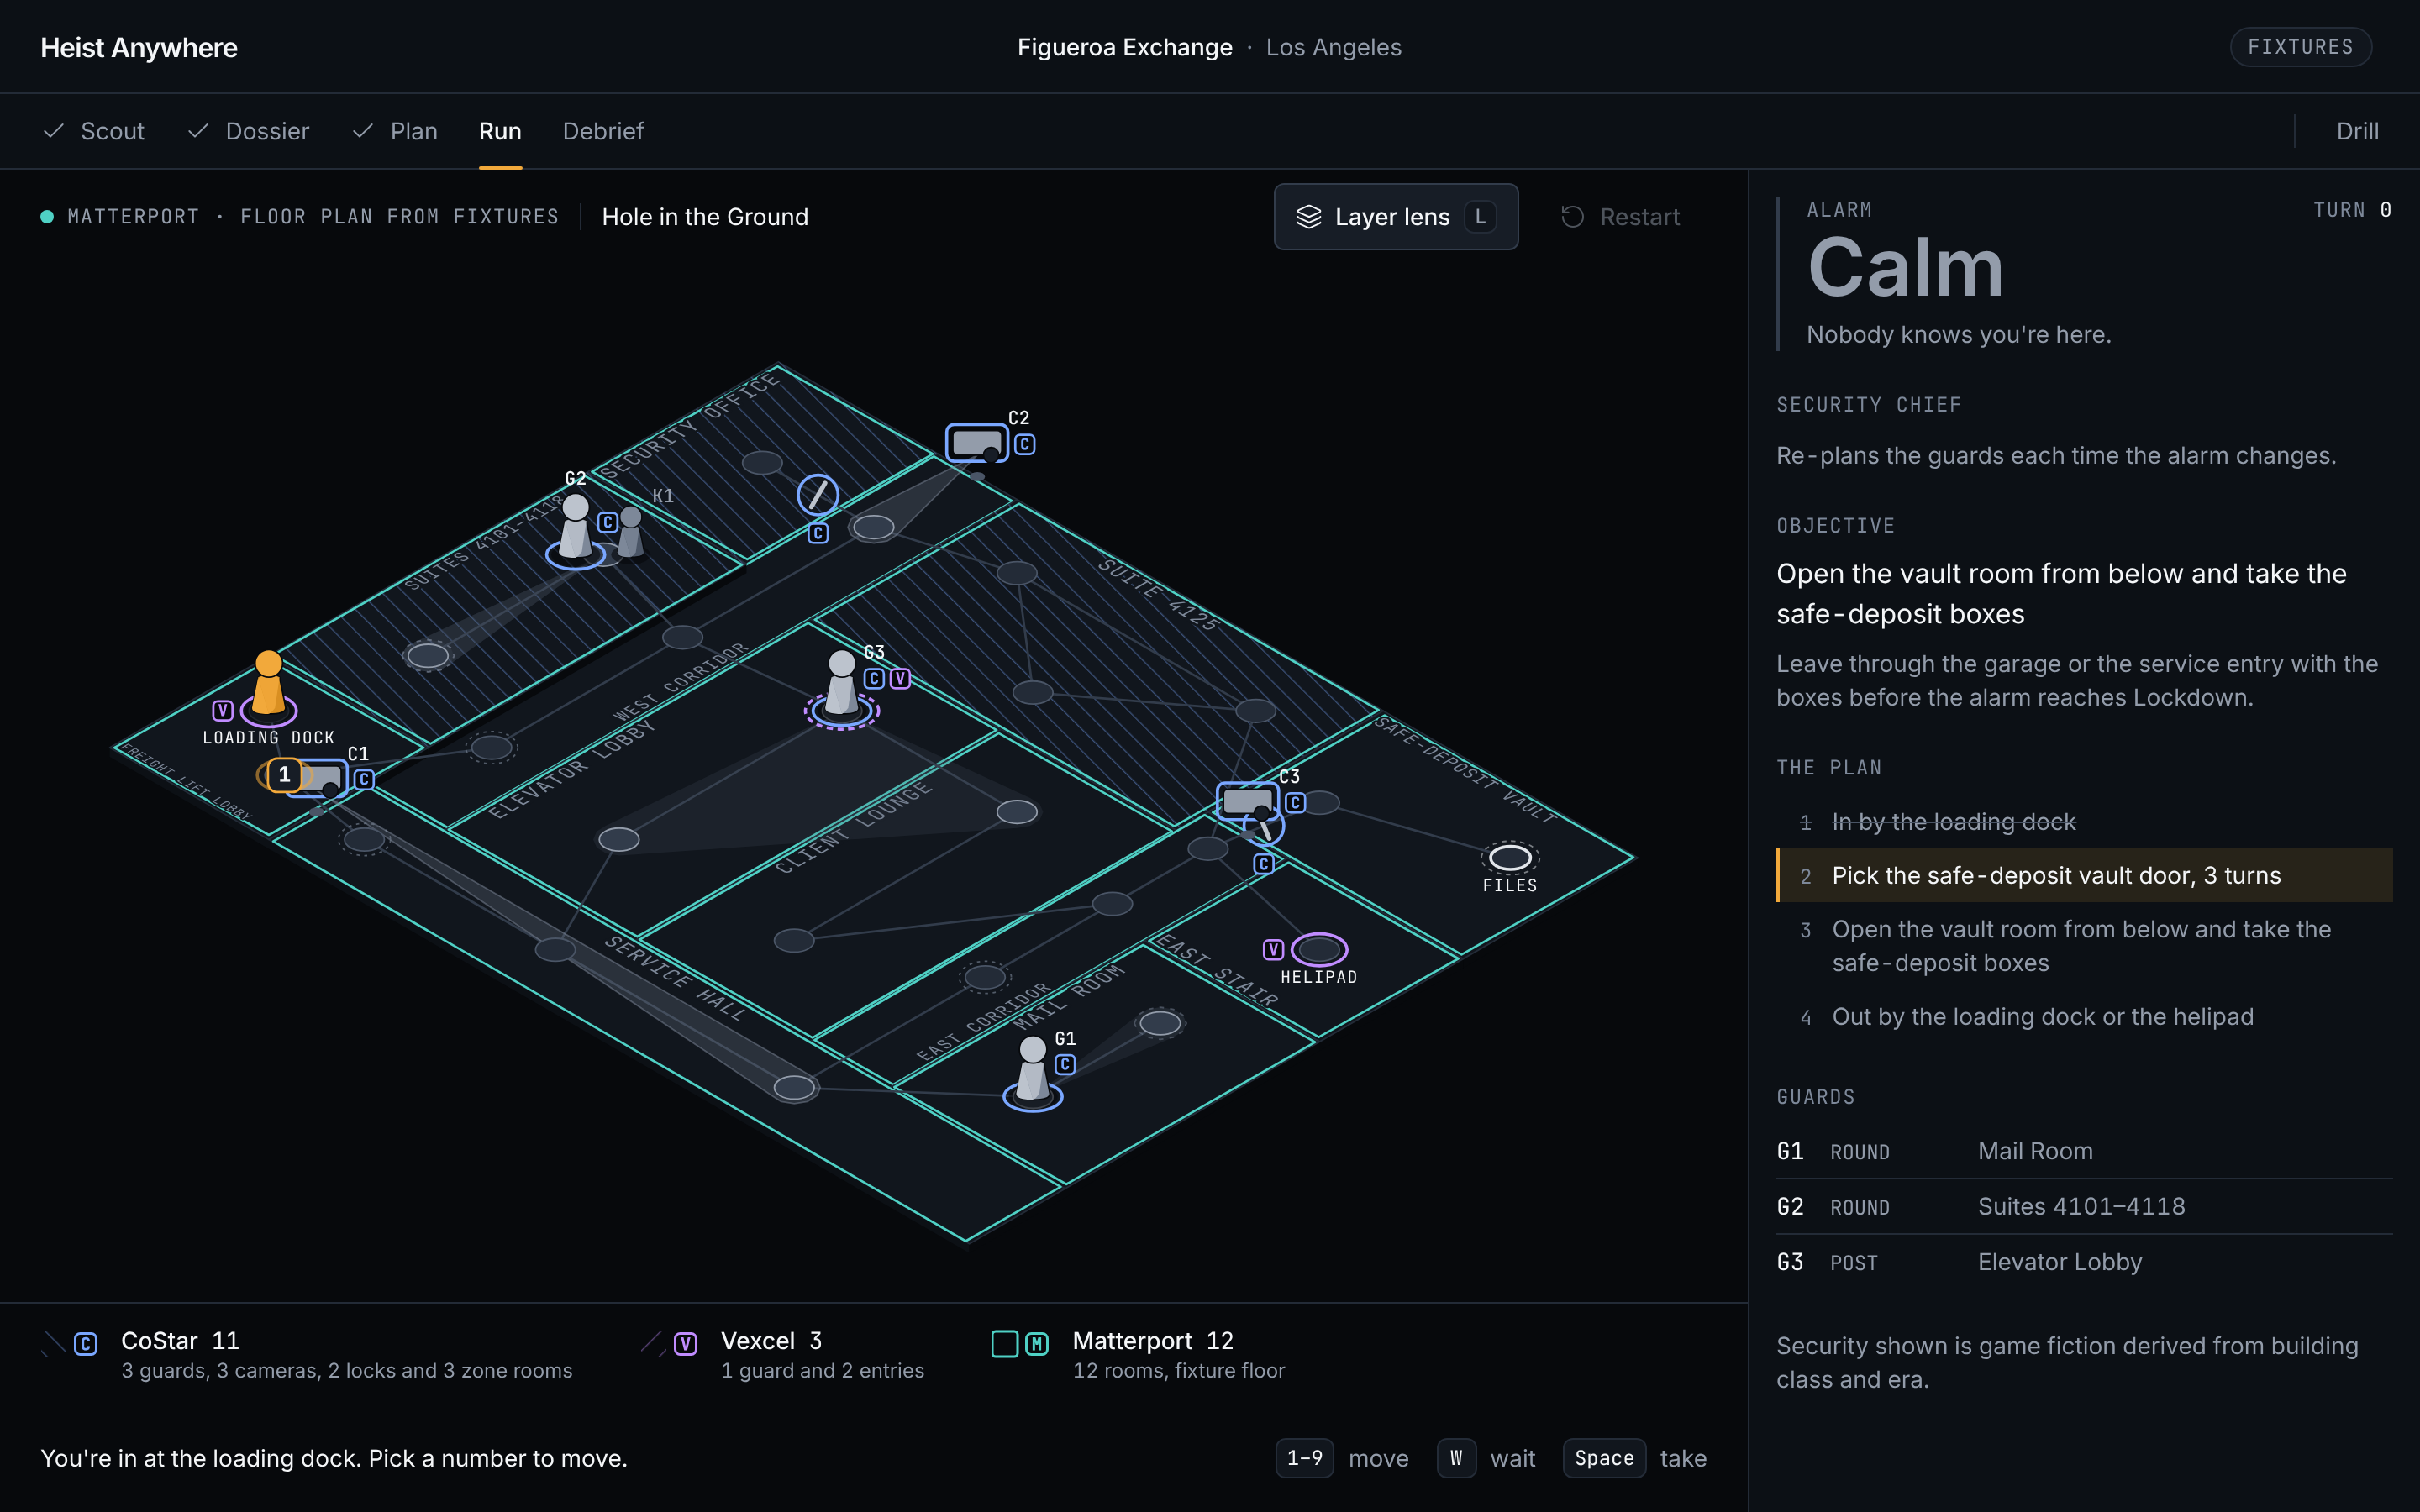 Heist Anywhere
Figueroa Exchange · Los Angeles
FIXTURES
Scout
Dossier
Plan
Run
Debrief
Drill
MATTERPORT · FLOOR PLAN FROM FIXTURES
Hole in the Ground
Layer lens L
Restart
SECURITY OFFICE
C2
C
G2
K1
C
C
SUITES 4101-4118
SUITE 4125
G3
C V
WEST CORRIDOR
V
LOADING DOCK
FREIGHT LIFT LOBBY
C1
1
C
ELEVATOR LOBBY
CLIENT LOUNGE
SAFE-DEPOSIT VAULT
C3
C
C
FILES
SERVICE HALL
EAST STAIR
V
HELIPAD
MAIL ROOM
EAST CORRIDOR
G1
C
C CoStar 11
3 guards, 3 cameras, 2 locks and 3 zone rooms
V Vexcel 3
1 guard and 2 entries
M Matterport 12
12 rooms, fixture floor
You're in at the loading dock. Pick a number to move.
1–9 move
W wait
Space take
ALARM
TURN 0
Calm
Nobody knows you're here.
SECURITY CHIEF
Re-plans the guards each time the alarm changes.
OBJECTIVE
Open the vault room from below and take the
safe-deposit boxes
Leave through the garage or the service entry with the
boxes before the alarm reaches Lockdown.
THE PLAN
1 In by the loading dock
2 Pick the safe-deposit vault door, 3 turns
3 Open the vault room from below and take the
safe-deposit boxes
4 Out by the loading dock or the helipad
GUARDS
G1 ROUND Mail Room
G2 ROUND Suites 4101–4118
G3 POST Elevator Lobby
Security shown is game fiction derived from building
class and era.